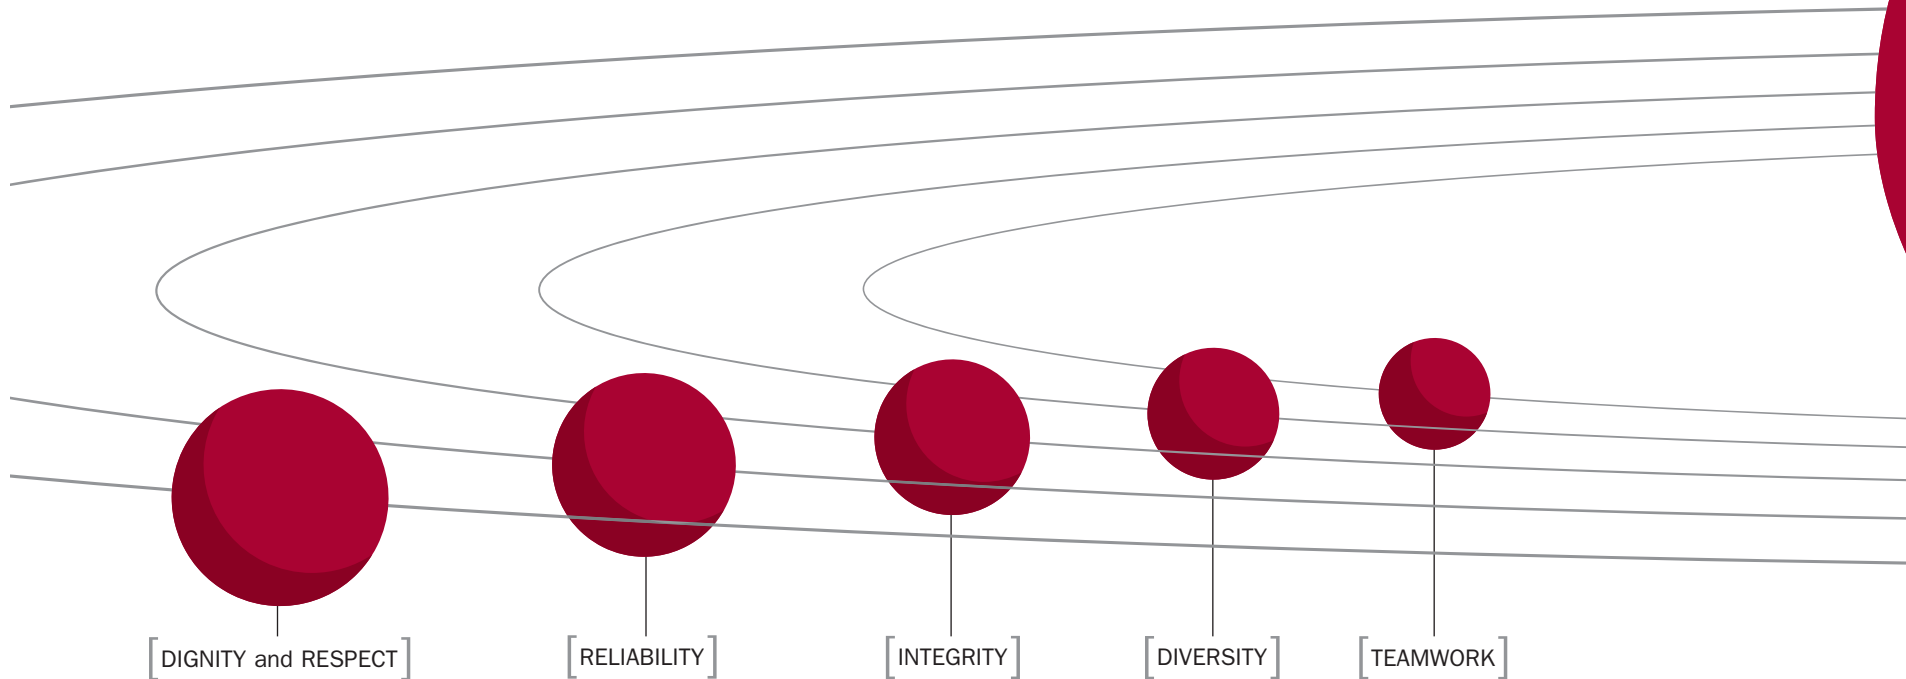 [DIGNITY and RESPECT]
[RELIABILITY]
[INTEGRITY]
[DIVERSITY]
[TEAMWORK]